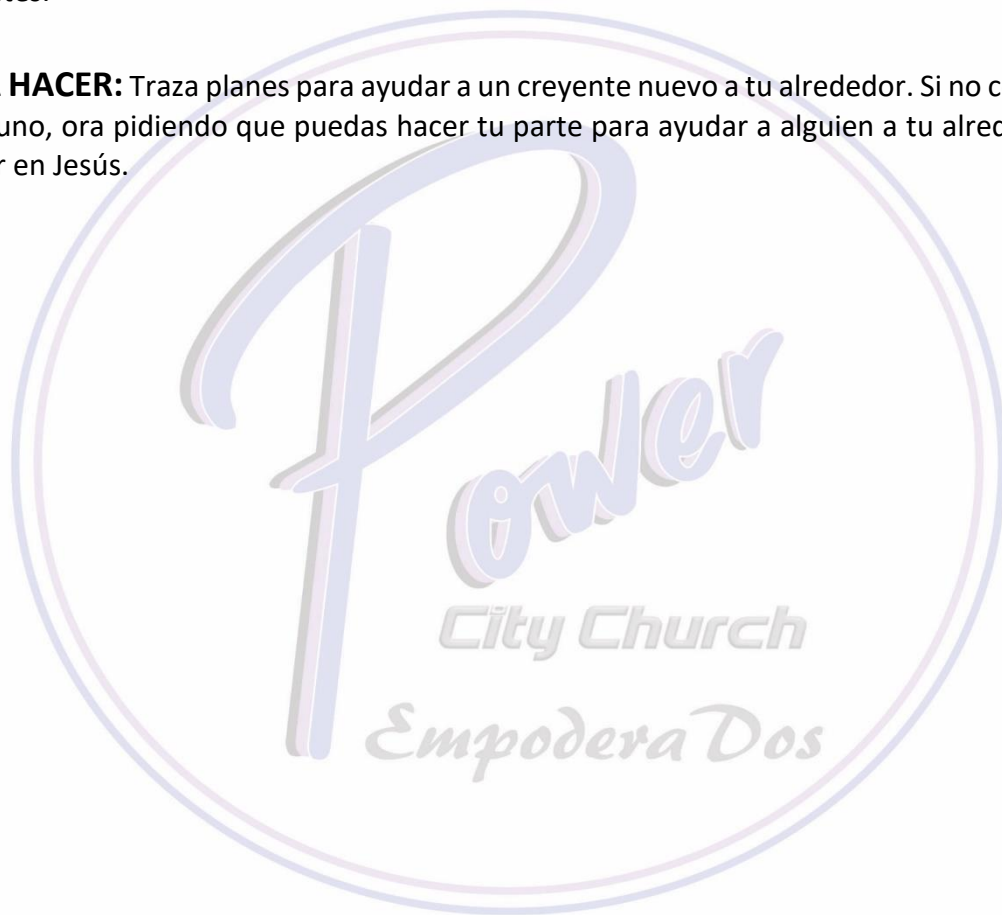 HACER: Traza planes para ayudar a un creyente nuevo a tu alrededor. Si no c
uno, ora pidiendo que puedas hacer tu parte para ayudar a alguien a tu alred
r en Jesús.
Power
City Church
EmpoderaDos